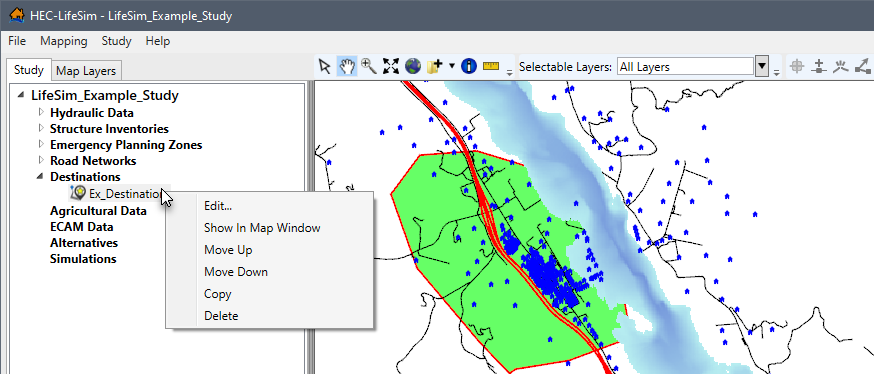 HEC-LifeSim - LifeSim_Example_Study
File Mapping Study Help
Study Map Layers
Selectable Layers: All Layers
LifeSim_Example_Study
Hydraulic Data
Structure Inventories
Emergency Planning Zones
Road Networks
Destinations
Ex_Destination
Agricultural Data
ECAM Data
Alternatives
Simulations
Edit...
Show In Map Window
Move Up
Move Down
Copy
Delete